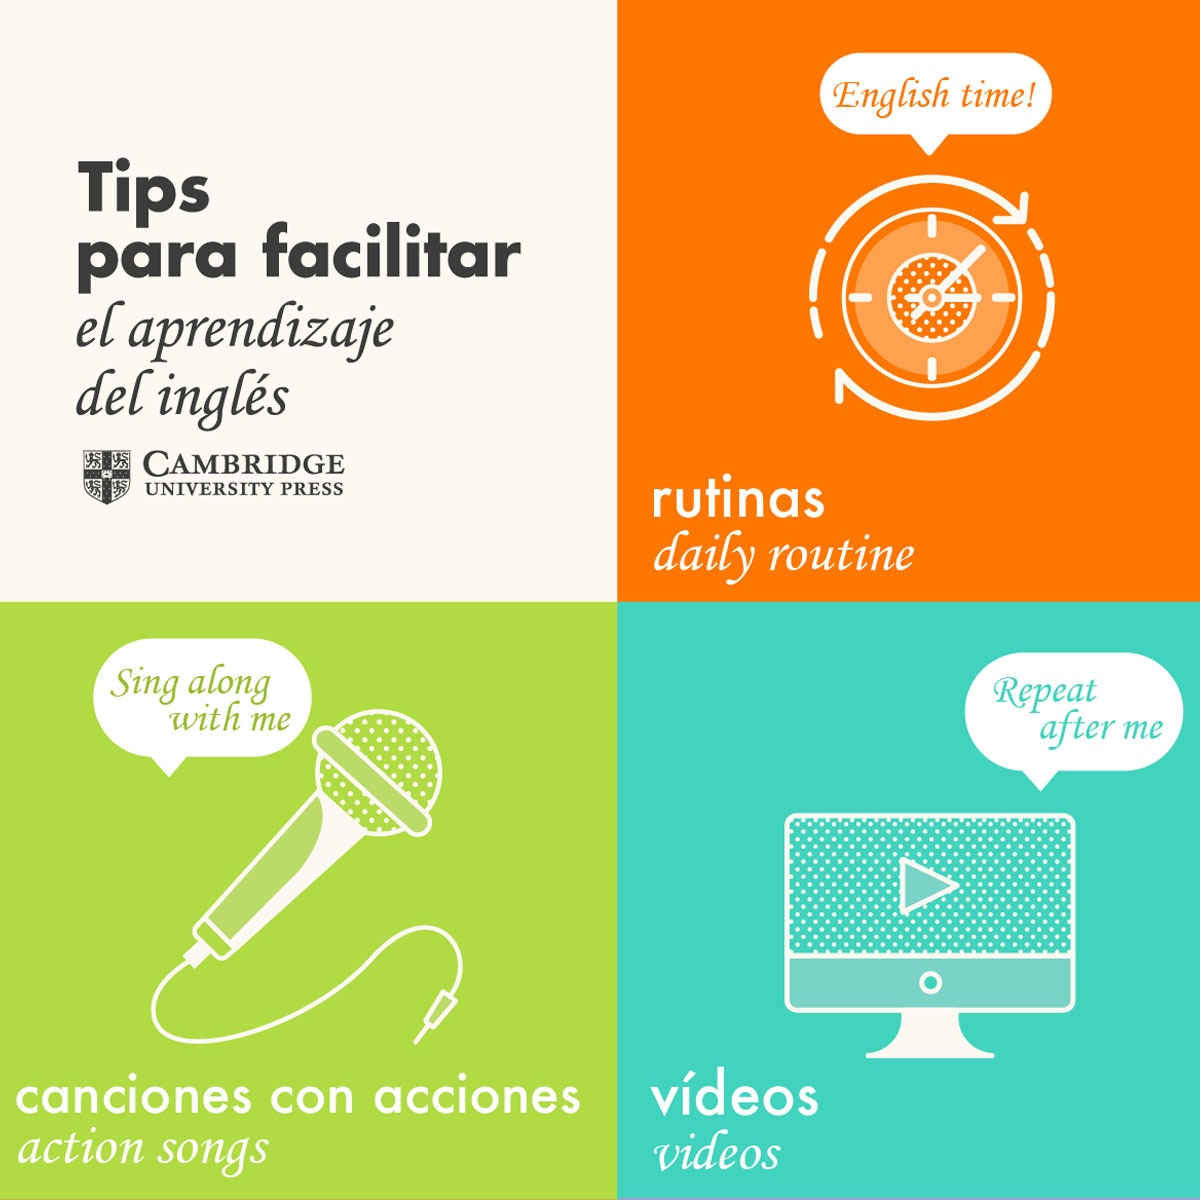 Tips
para facilitar
el aprendizaje
del inglés
CAMBRIDGE
UNIVERSITY PRESS
English time!
rutinas
daily routine
Sing along
with me
canciones con acciones
action songs
Repeat
after me
vídeos
videos